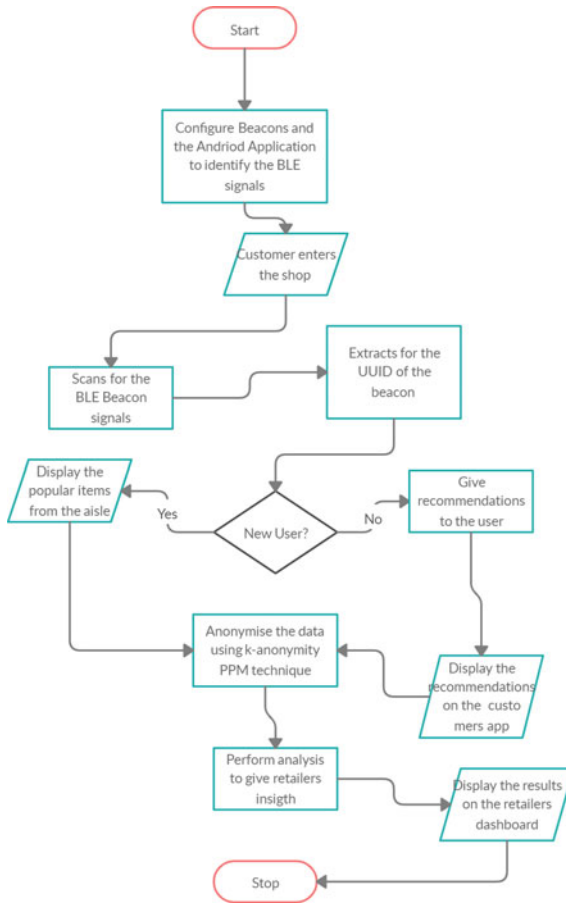 Start
Configure Beacons and
the Andriod Application
to identify the BLE
signals
Customer enters
the shop
Scans for the
BLE Beacon
signals
Extracts for the
UUID of the
beacon
Display the
popular items
from the aisle
Yes
New User?
No
Give
recommendations
to the user
Anonymise the data
using k-anonymity
PPM technique
Display the
recommendations
on the custo
mers app
Perform analysis
to give retailers
insigth
Display the results
on the retailers
dashboard
Stop